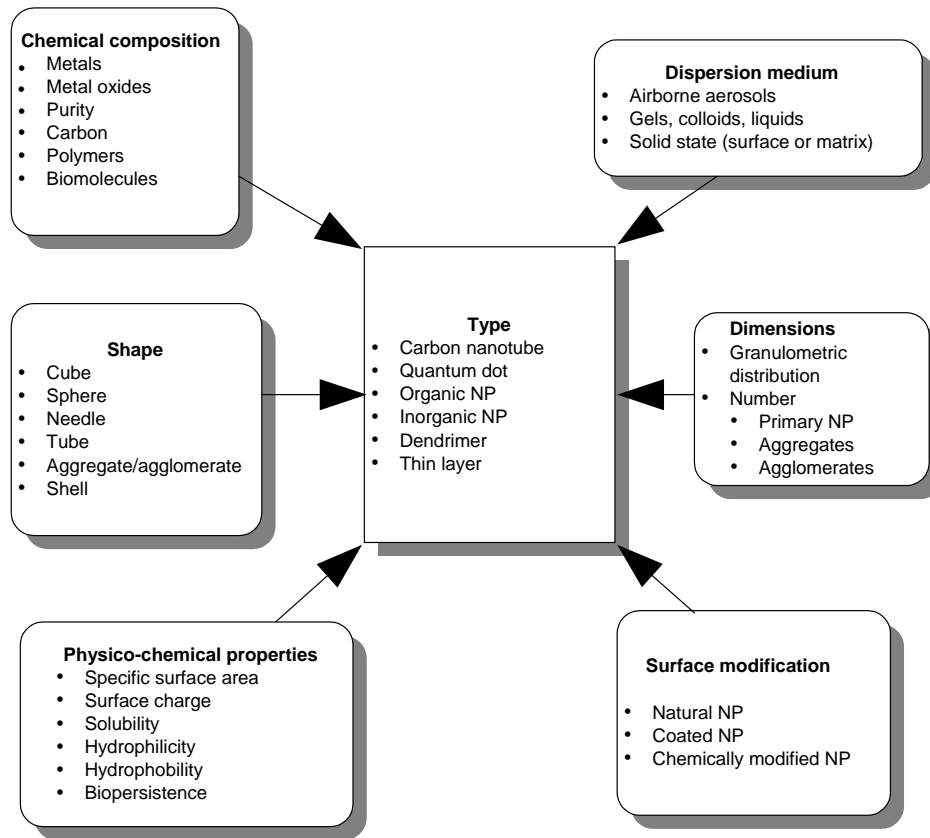 Chemical composition
• Metals
• Metal oxides
• Purity
• Carbon
• Polymers
• Biomolecules
Dispersion medium
• Airborne aerosols
• Gels, colloids, liquids
• Solid state (surface or matrix)
Shape
• Cube
• Sphere
• Needle
• Tube
• Aggregate/agglomerate
• Shell
Type
• Carbon nanotube
• Quantum dot
• Organic NP
• Inorganic NP
• Dendrimer
• Thin layer
Dimensions
• Granulometric
distribution
• Number
• Primary NP
• Aggregates
• Agglomerates
Physico-chemical properties
• Specific surface area
• Surface charge
• Solubility
• Hydrophilicity
• Hydrophobility
• Biopersistence
Surface modification
• Natural NP
• Coated NP
• Chemically modified NP